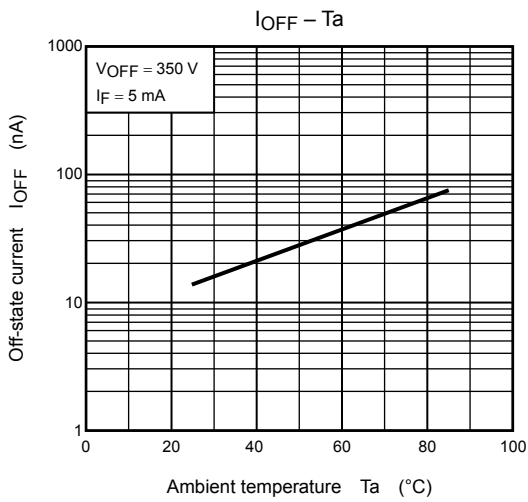 IOFF – Ta
1000
VOFF = 350 V
IF = 5 mA
100
10
1
Off-state current IOFF (nA)
0 20 40 60 80 100
Ambient temperature Ta (°C)